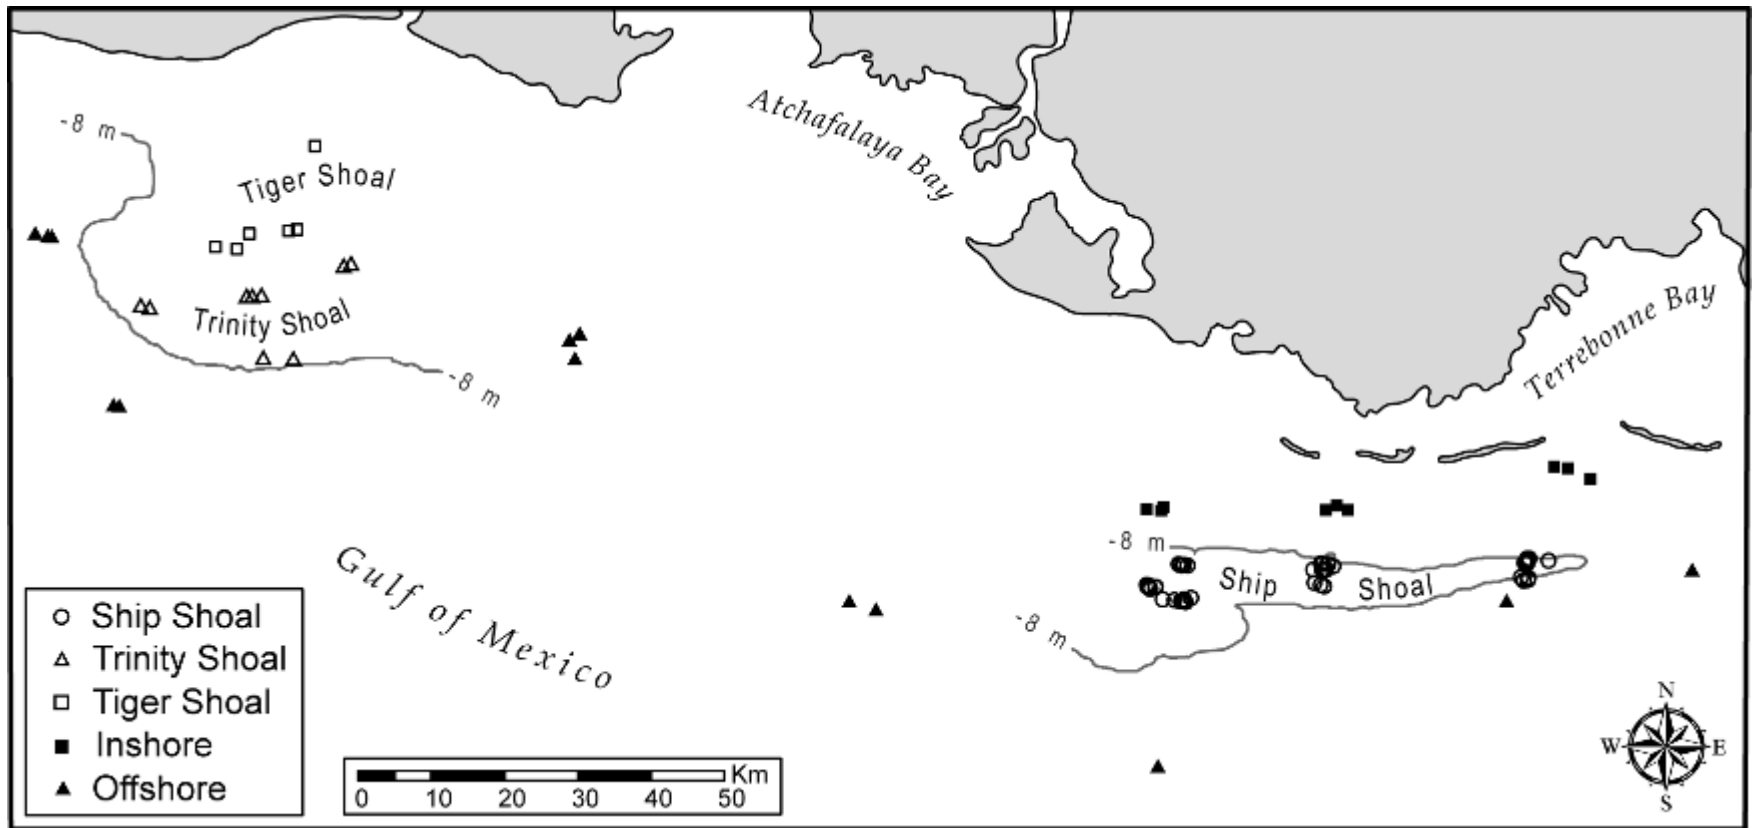 Atchafalaya Bay
-8 m
Tiger Shoal
Trinity Shoal
-8 m
Terrebonne Bay
-8 m
Ship Shoal
-8 m
Gulf of Mexico
Ship Shoal
Trinity Shoal
Tiger Shoal
Inshore
Offshore
Km
0 10 20 30 40 50
N
W E
S